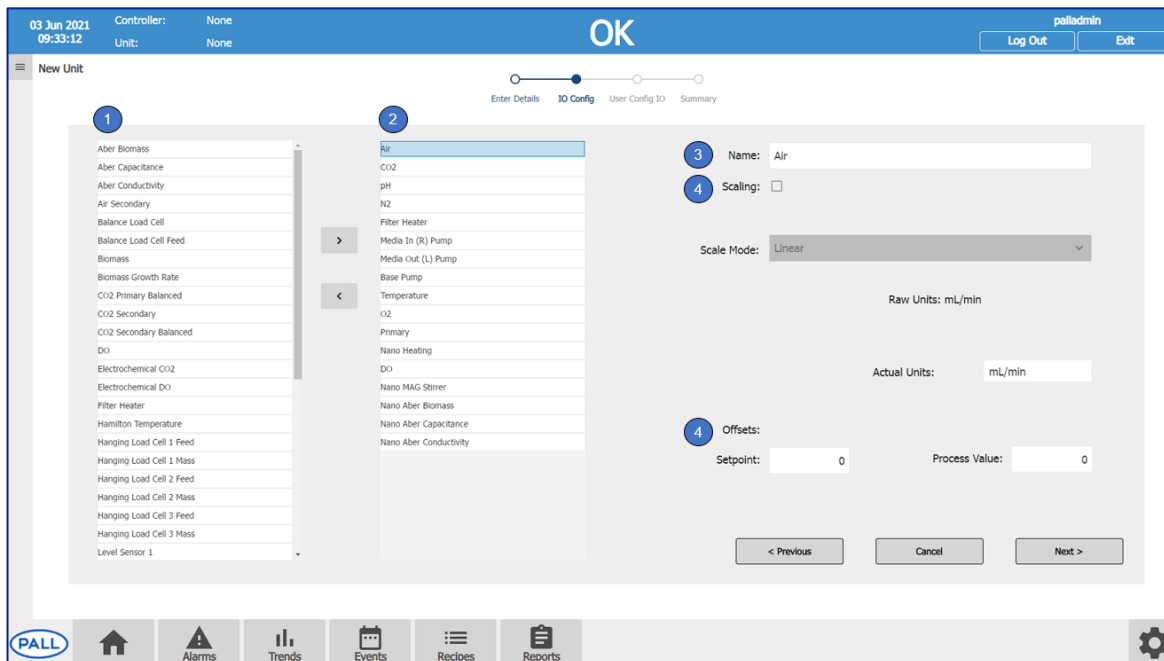 03 Jun 2021
09:33:12
Controller: None
Unit: None
OK
palladmin
Log Out
Exit
New Unit
Enter Details
IO Config
User Config IO
Summary
1
Aber Biomass
Aber Capacitance
Aber Conductivity
Air Secondary
Balance Load Cell
Balance Load Cell Feed
Biomass
Biomass Growth Rate
CO2 Primary Balanced
CO2 Secondary
CO2 Secondary Balanced
DO
Electrochemical CO2
Electrochemical DO
Filter Heater
Hamilton Temperature
Hanging Load Cell 1 Feed
Hanging Load Cell 1 Mass
Hanging Load Cell 2 Feed
Hanging Load Cell 2 Mass
Hanging Load Cell 3 Feed
Hanging Load Cell 3 Mass
Level Sensor 1
>
<
2
Air
CO2
pH
N2
Filter Heater
Media In (R) Pump
Media Out (L) Pump
Base Pump
Temperature
O2
Primary
Nano Heating
DO
Nano MAG Stirrer
Nano Aber Biomass
Nano Aber Capacitance
Nano Aber Conductivity
3 Name: Air
4 Scaling:
Scale Mode: Linear
Raw Units: mL/min
Actual Units: mL/min
4 Offsets:
Setpoint: 0 Process Value: 0
< Previous
Cancel
Next >
PALL
Alarms
Trends
Events
Recipes
Reports